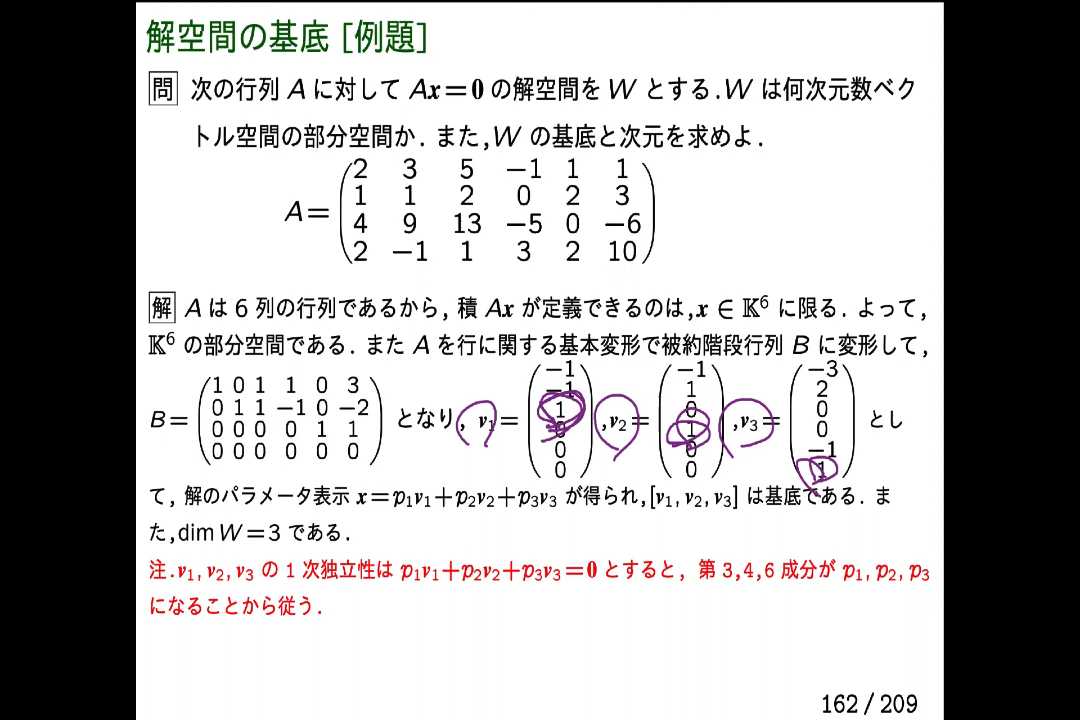 解空間の基底 [例題]
問 次の行列 A に対して Ax=0 の解空間を W とする.W は何次元数ベク
トル空間の部分空間か. また,W の基底と次元を求めよ.
2 3 5 −1 1 1
1 1 2 0 2 3
A= 4 9 13 −5 0 −6
2 −1 1 3 2 10
解 A は 6 列の行列であるから, 積 Ax が定義できるのは,x ∈ 𝕂⁶ に限る. よって,
𝕂⁶ の部分空間である. また A を行に関する基本変形で被約階段行列 B に変形して,
B= (1 0 1 1 0 3
0 1 1 −1 0 −2
0 0 0 0 1 1
0 0 0 0 0 0) となり, v₁= (−1 −1 1 0 0 0) ,v₂= (−1 1 0 1 0 0) ,v₃= (−3 2 0 0 −1 1) とし
て, 解のパラメータ表示 x=p₁v₁+p₂v₂+p₃v₃ が得られ,[v₁, v₂, v₃] は基底である. ま
た,dim W=3 である.
注.v₁, v₂, v₃ の 1 次独立性は p₁v₁+p₂v₂+p₃v₃=0 とすると, 第 3,4,6 成分が p₁, p₂, p₃
になることから従う.
162 / 209